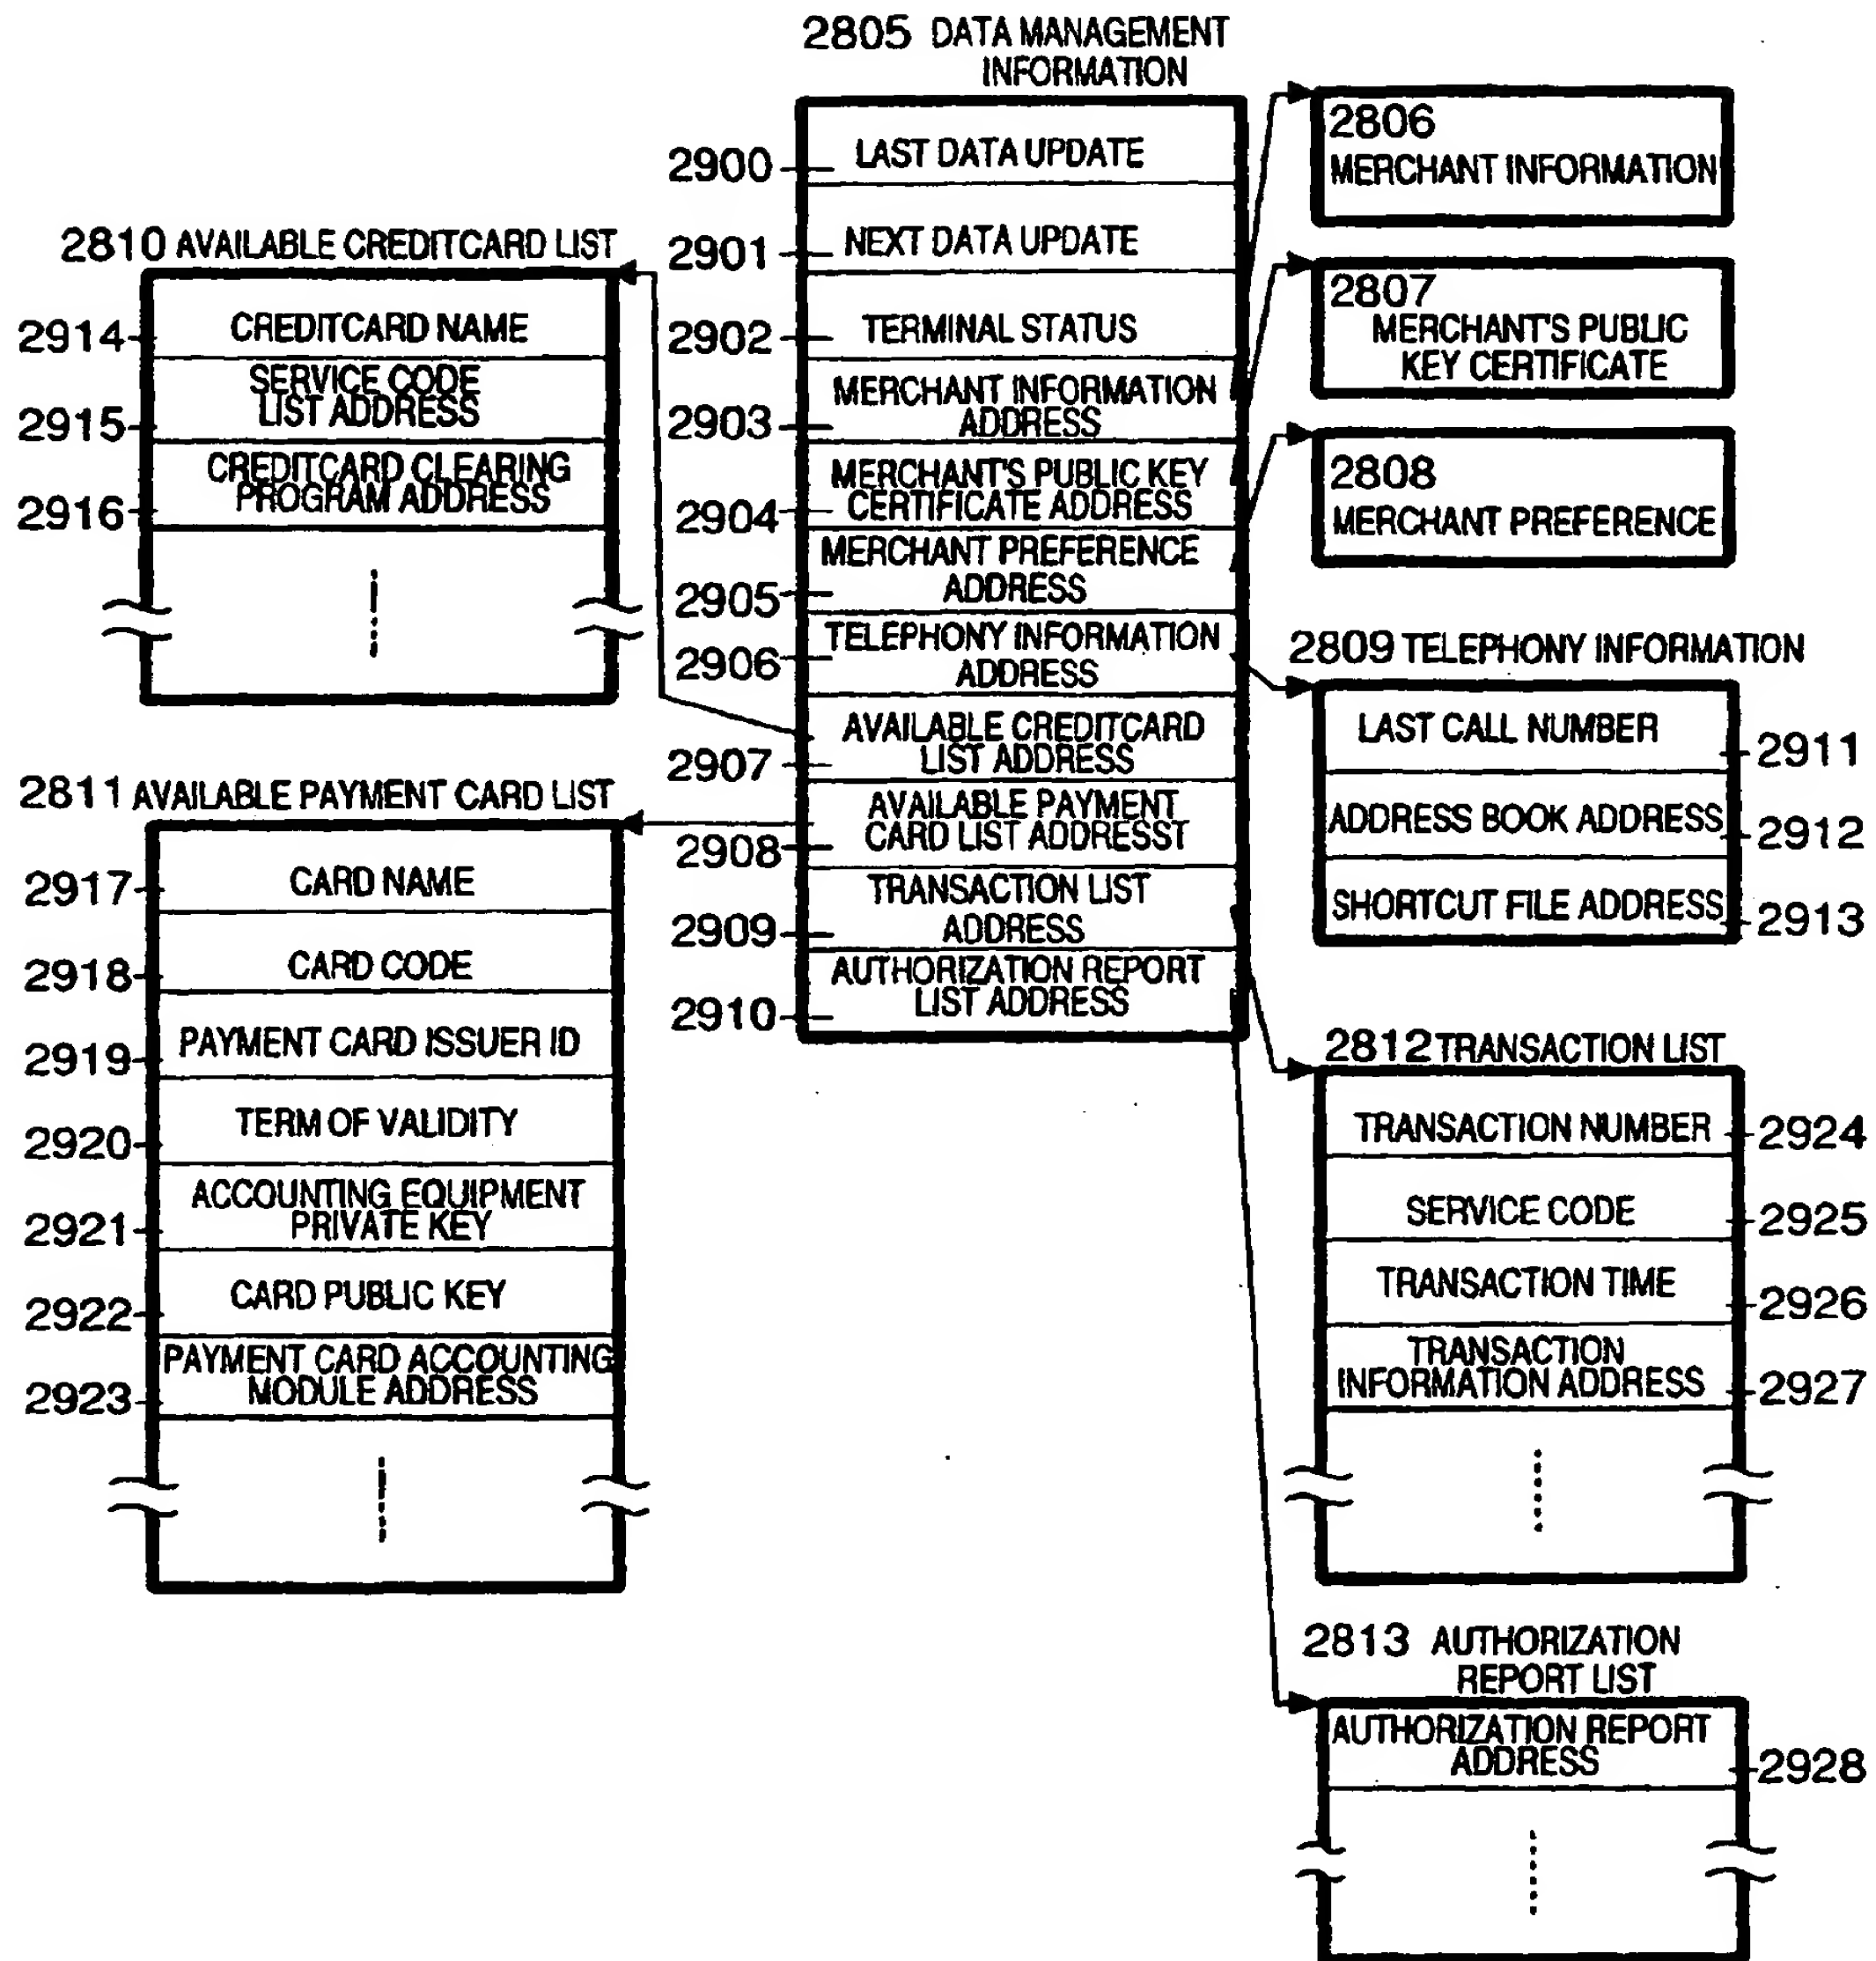 2805 DATA MANAGEMENT
INFORMATION
2900 LAST DATA UPDATE
2901 NEXT DATA UPDATE
2902 TERMINAL STATUS
MERCHANT INFORMATION
2903 ADDRESS
MERCHANT'S PUBLIC KEY
2904 CERTIFICATE ADDRESS
MERCHANT PREFERENCE
2905 ADDRESS
TELEPHONY INFORMATION
2906 ADDRESS
AVAILABLE CREDITCARD
2907 LIST ADDRESS
AVAILABLE PAYMENT
2908 CARD LIST ADDRESST
TRANSACTION LIST
2909 ADDRESS
AUTHORIZATION REPORT
2910 LIST ADDRESS
2810 AVAILABLE CREDITCARD LIST
2914 CREDITCARD NAME
SERVICE CODE
2915 LIST ADDRESS
CREDITCARD CLEARING
2916 PROGRAM ADDRESS
2811 AVAILABLE PAYMENT CARD LIST
2917 CARD NAME
2918 CARD CODE
2919 PAYMENT CARD ISSUER ID
2920 TERM OF VALIDITY
ACCOUNTING EQUIPMENT
2921 PRIVATE KEY
2922 CARD PUBLIC KEY
PAYMENT CARD ACCOUNTING
2923 MODULE ADDRESS
2806
MERCHANT INFORMATION
2807
MERCHANT'S PUBLIC
KEY CERTIFICATE
2808
MERCHANT PREFERENCE
2809 TELEPHONY INFORMATION
LAST CALL NUMBER 2911
ADDRESS BOOK ADDRESS 2912
SHORTCUT FILE ADDRESS 2913
2812 TRANSACTION LIST
TRANSACTION NUMBER 2924
SERVICE CODE 2925
TRANSACTION TIME 2926
TRANSACTION
INFORMATION ADDRESS 2927
2813 AUTHORIZATION
REPORT LIST
AUTHORIZATION REPORT
ADDRESS 2928